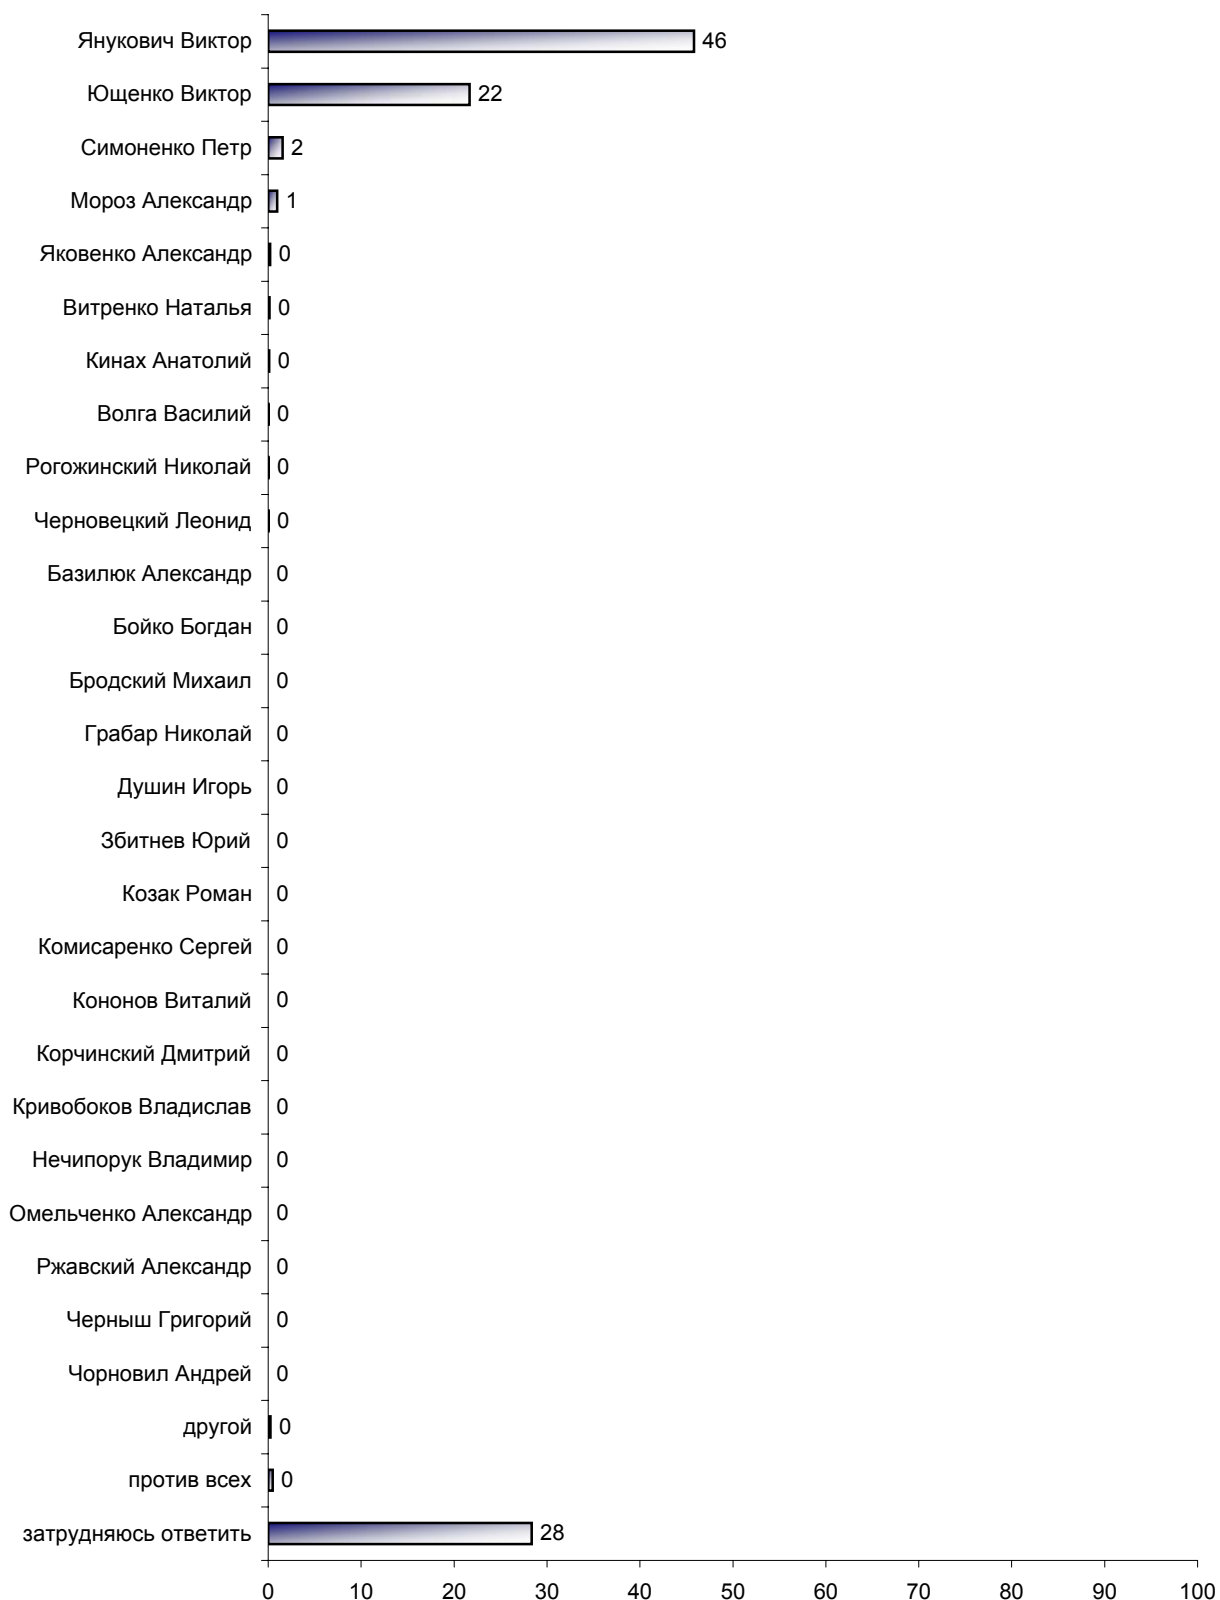 Янукович Виктор 46
Ющенко Виктор 22
Симоненко Петр 2
Мороз Александр 1
Яковенко Александр 0
Витренко Наталья 0
Кинах Анатолий 0
Волга Василий 0
Рогожинский Николай 0
Черновецкий Леонид 0
Базилюк Александр 0
Бойко Богдан 0
Бродский Михаил 0
Грабар Николай 0
Душин Игорь 0
Збитнев Юрий 0
Козак Роман 0
Комисаренко Сергей 0
Кононов Виталий 0
Корчинский Дмитрий 0
Кривобоков Владислав 0
Нечипорук Владимир 0
Омельченко Александр 0
Ржавский Александр 0
Черныш Григорий 0
Чорновил Андрей 0
другой 0
против всех 0
затрудняюсь ответить 28
0 10 20 30 40 50 60 70 80 90 100